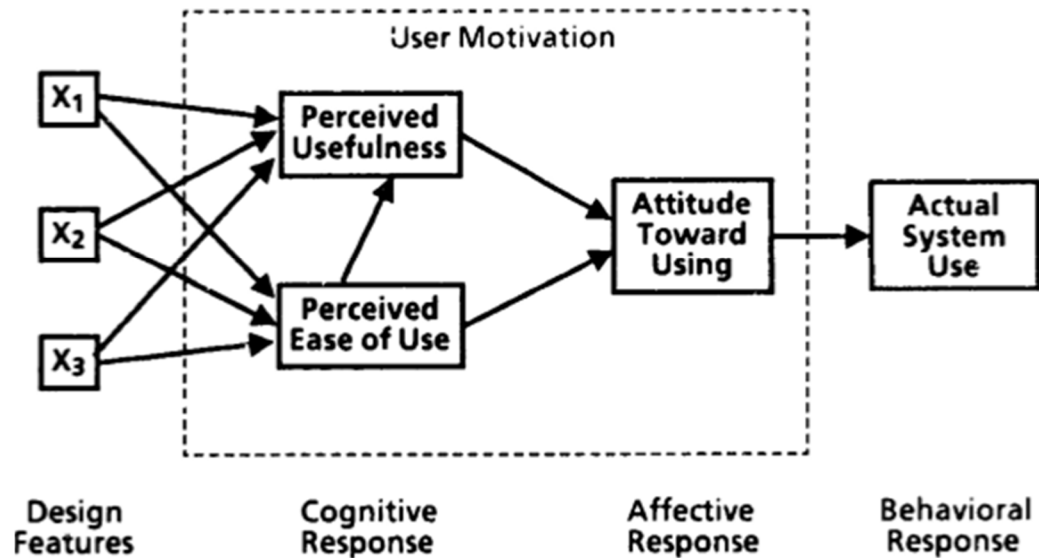 User Motivation
X1
X2
X3
Perceived
Usefulness
Perceived
Ease of Use
Attitude
Toward
Using
Actual
System
Use
Design
Features
Cognitive
Response
Affective
Response
Behavioral
Response